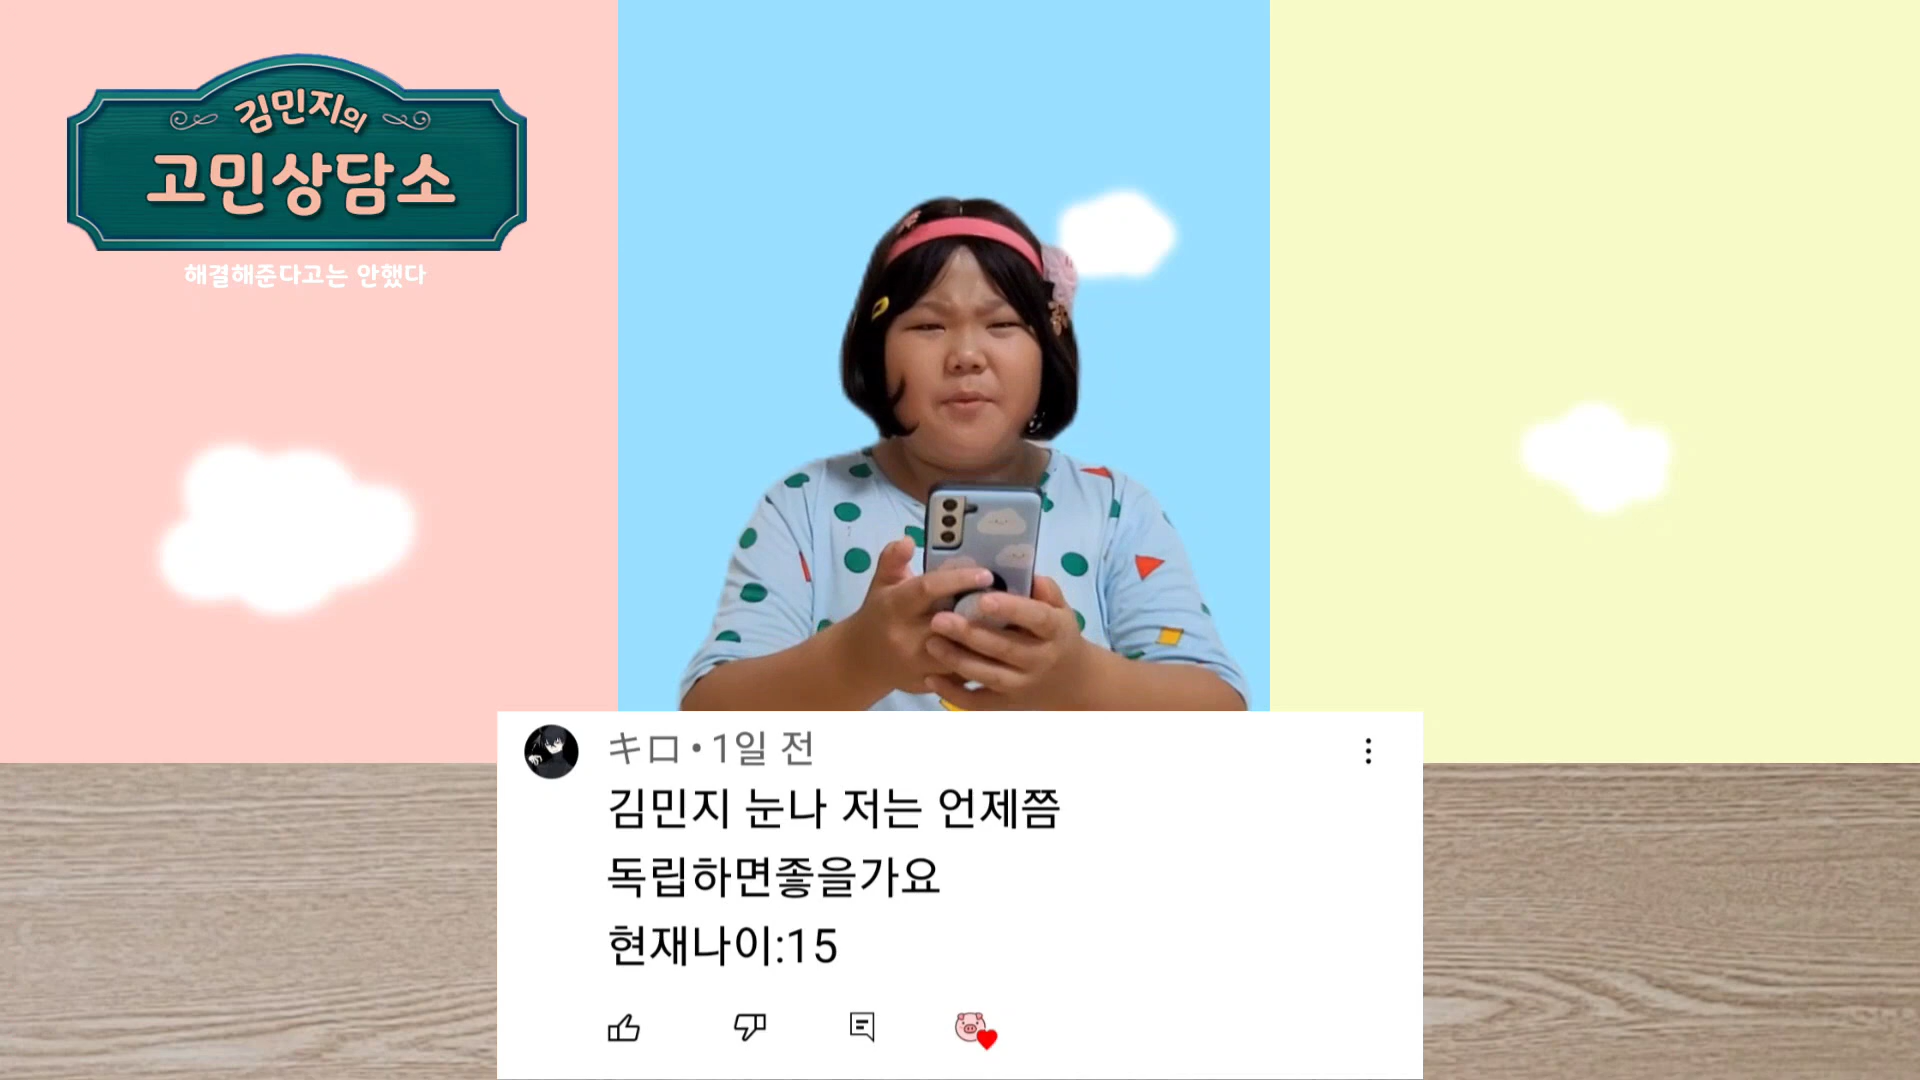 김민지의
고민상담소
해결해준다고는 안했다
キロ • 1일 전
김민지 눈나 저는 언제쯤
독립하면좋을가요
현재나이:15